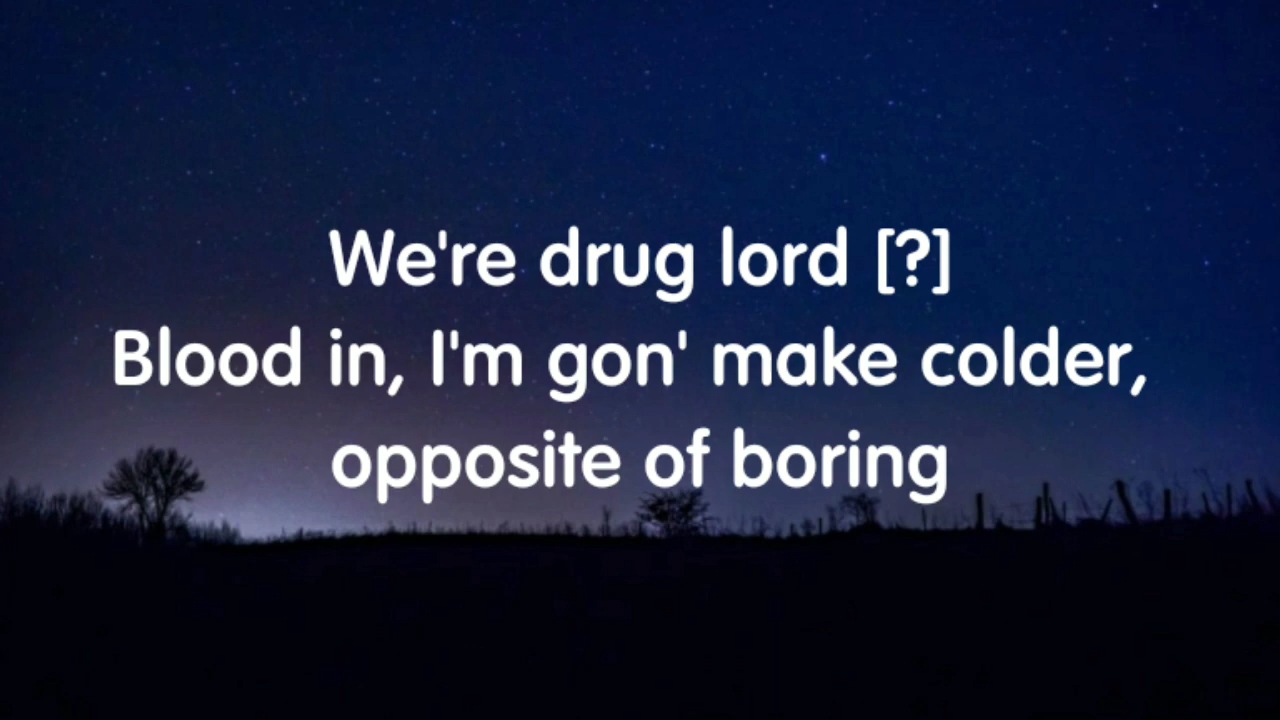 We're drug lord [?]
Blood in, I'm gon' make colder,
opposite of boring